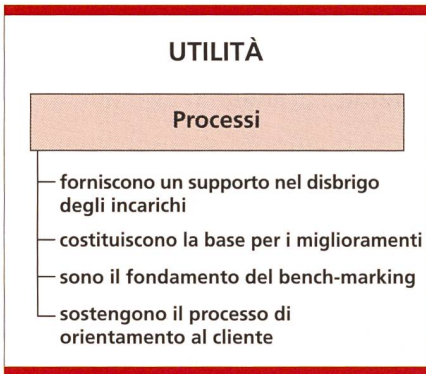 UTILITÀ
Processi
forniscono un supporto nel disbrigo
degli incarichi
costituiscono la base per i miglioramenti
sono il fondamento del bench-marking
sostengono il processo di
orientamento al cliente